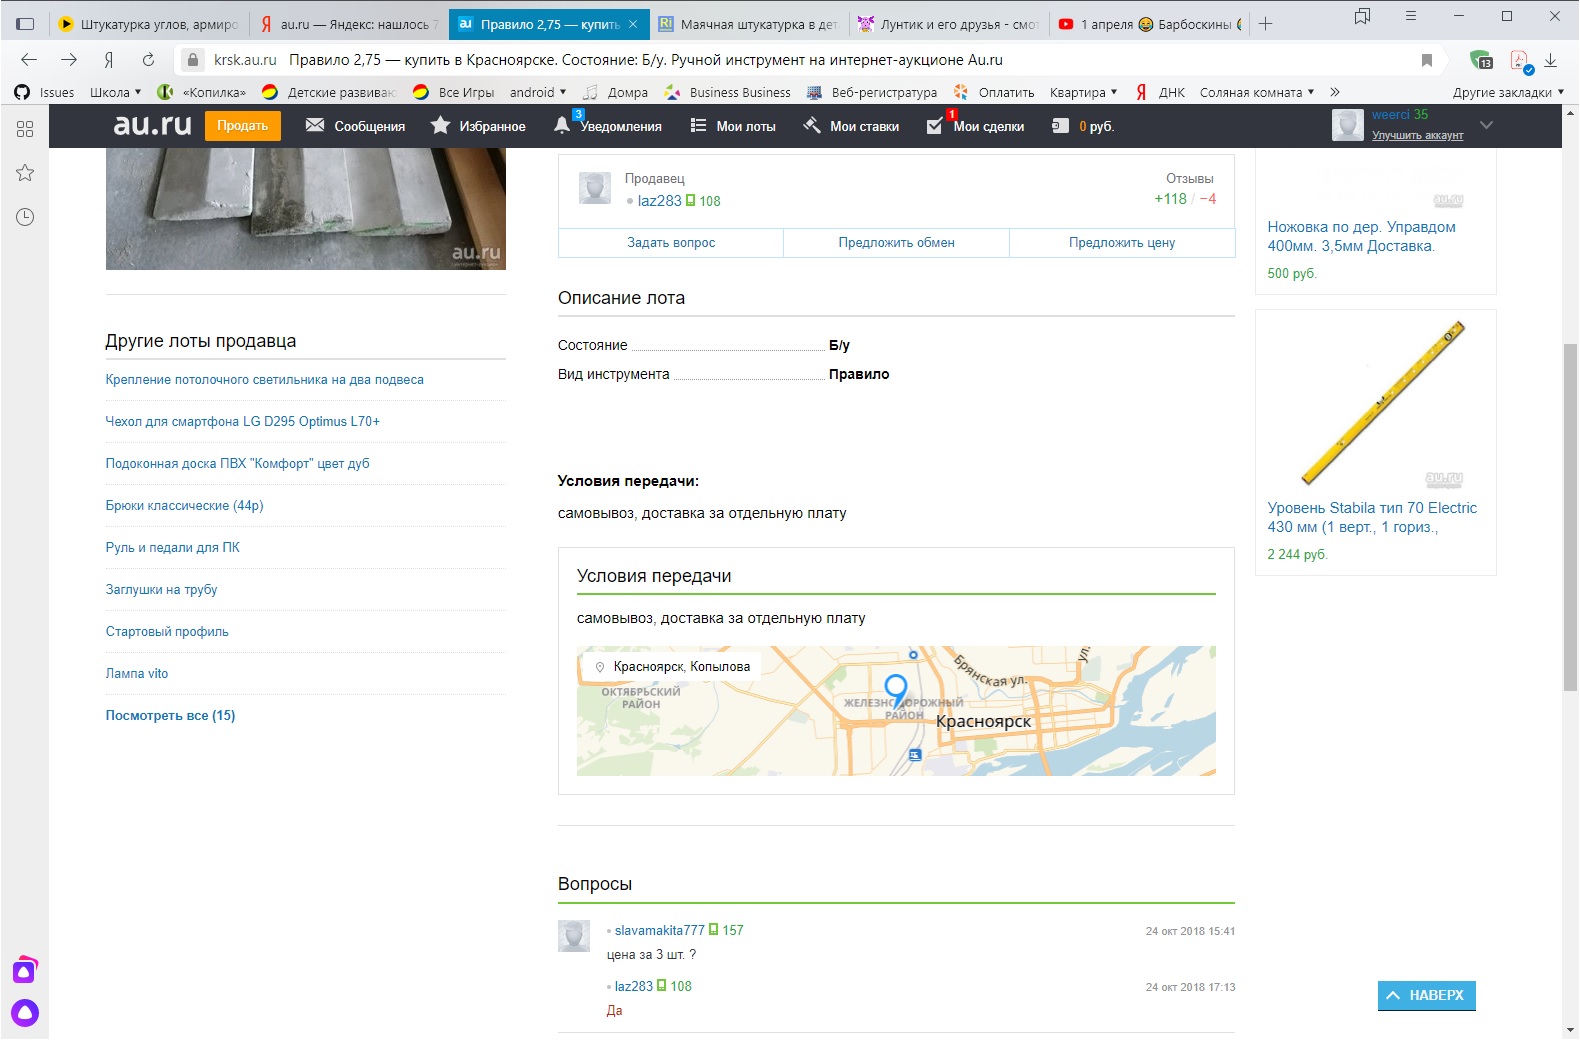 Штукатурка углов, армиро
au.ru — Яндекс: нашлось 7
Правило 2,75 — купить
Маячная штукатурка в дет
Лунтик и его друзья - смот
1 апреля 😂 Барбоскины
krsk.au.ru Правило 2,75 — купить в Красноярске. Состояние: Б/у. Ручной инструмент на интернет-аукционе Au.ru
13
Issues
Школа
«Копилка»
Детские развиваю
Все Игры
android
Домра
Business Business
Веб-регистратура
Оплатить
Квартира
ДНК
Соляная комната
Другие закладки
au.ru
Продать
Сообщения
Избранное
3
Уведомления
Мои лоты
Мои ставки
1
Мои сделки
0 руб.
weerci 35
Улучшить аккаунт
au.ru
Другие лоты продавца
Крепление потолочного светильника на два подвеса
Чехол для смартфона LG D295 Optimus L70+
Подоконная доска ПВХ "Комфорт" цвет дуб
Брюки классические (44р)
Руль и педали для ПК
Заглушки на трубу
Стартовый профиль
Лампа vito
Посмотреть все (15)
Продавец
laz283 108
Отзывы
+118 / −4
Задать вопрос
Предложить обмен
Предложить цену
Описание лота
Состояние Б/у
Вид инструмента Правило
Условия передачи:
самовывоз, доставка за отдельную плату
Условия передачи
самовывоз, доставка за отдельную плату
Красноярск, Копылова
ОКТЯБРЬСКИЙ
РАЙОН
Брянская ул.
ул.
ЖЕЛЕЗНОДОРОЖНЫЙ
РАЙОН
Красноярск
Вопросы
slavamakita777 157
24 окт 2018 15:41
цена за 3 шт. ?
laz283 108
24 окт 2018 17:13
Да
au.ru
Ножовка по дер. Управдом
400мм. 3,5мм Доставка.
500 руб.
au.ru
Уровень Stabila тип 70 Electric
430 мм (1 верт., 1 гориз.,
2 244 руб.
НАВЕРХ